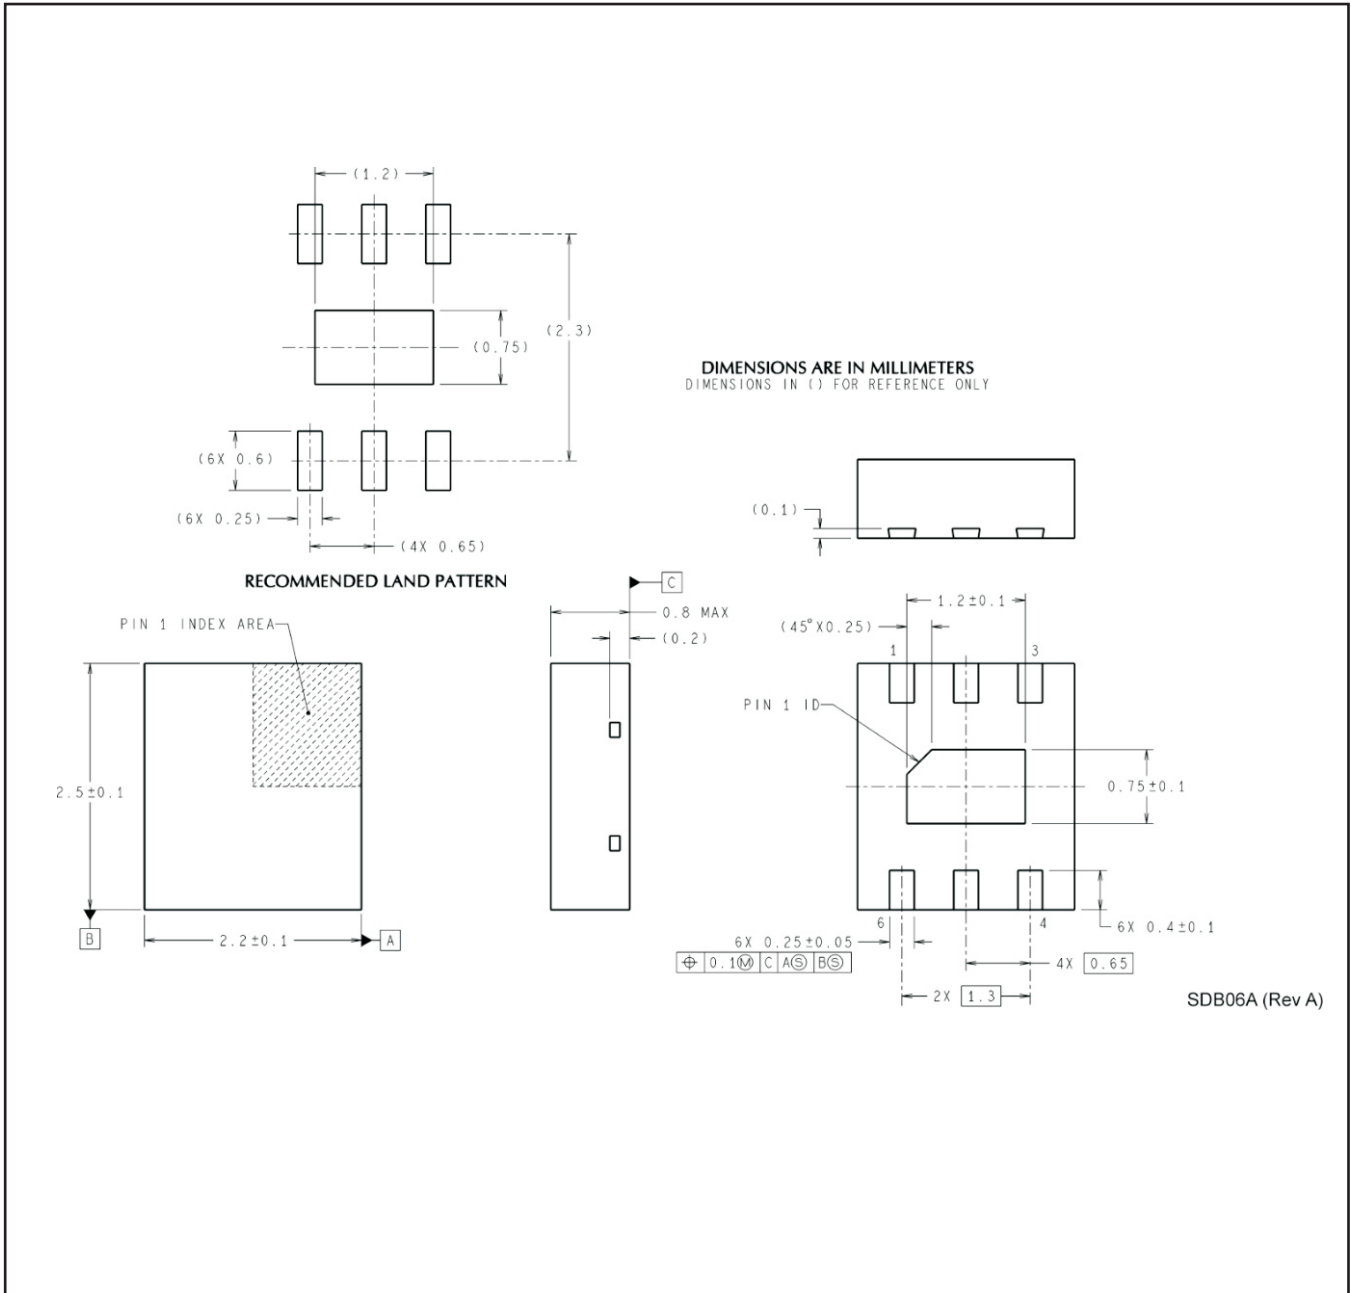 (1.2)
(2.3)
(0.75)
DIMENSIONS ARE IN MILLIMETERS
DIMENSIONS IN () FOR REFERENCE ONLY
(6X 0.6)
(6X 0.25)
(4X 0.65)
(0.1)
RECOMMENDED LAND PATTERN
C
PIN 1 INDEX AREA
0.8 MAX
(0.2)
1.2±0.1
(45°X0.25)
1
3
PIN 1 ID
2.5±0.1
0.75±0.1
B
2.2±0.1
A
6
4
6X 0.4±0.1
6X 0.25±0.05
⌖ 0.1Ⓜ C AⓈ BⓈ
4X 0.65
2X 1.3
SDB06A (Rev A)